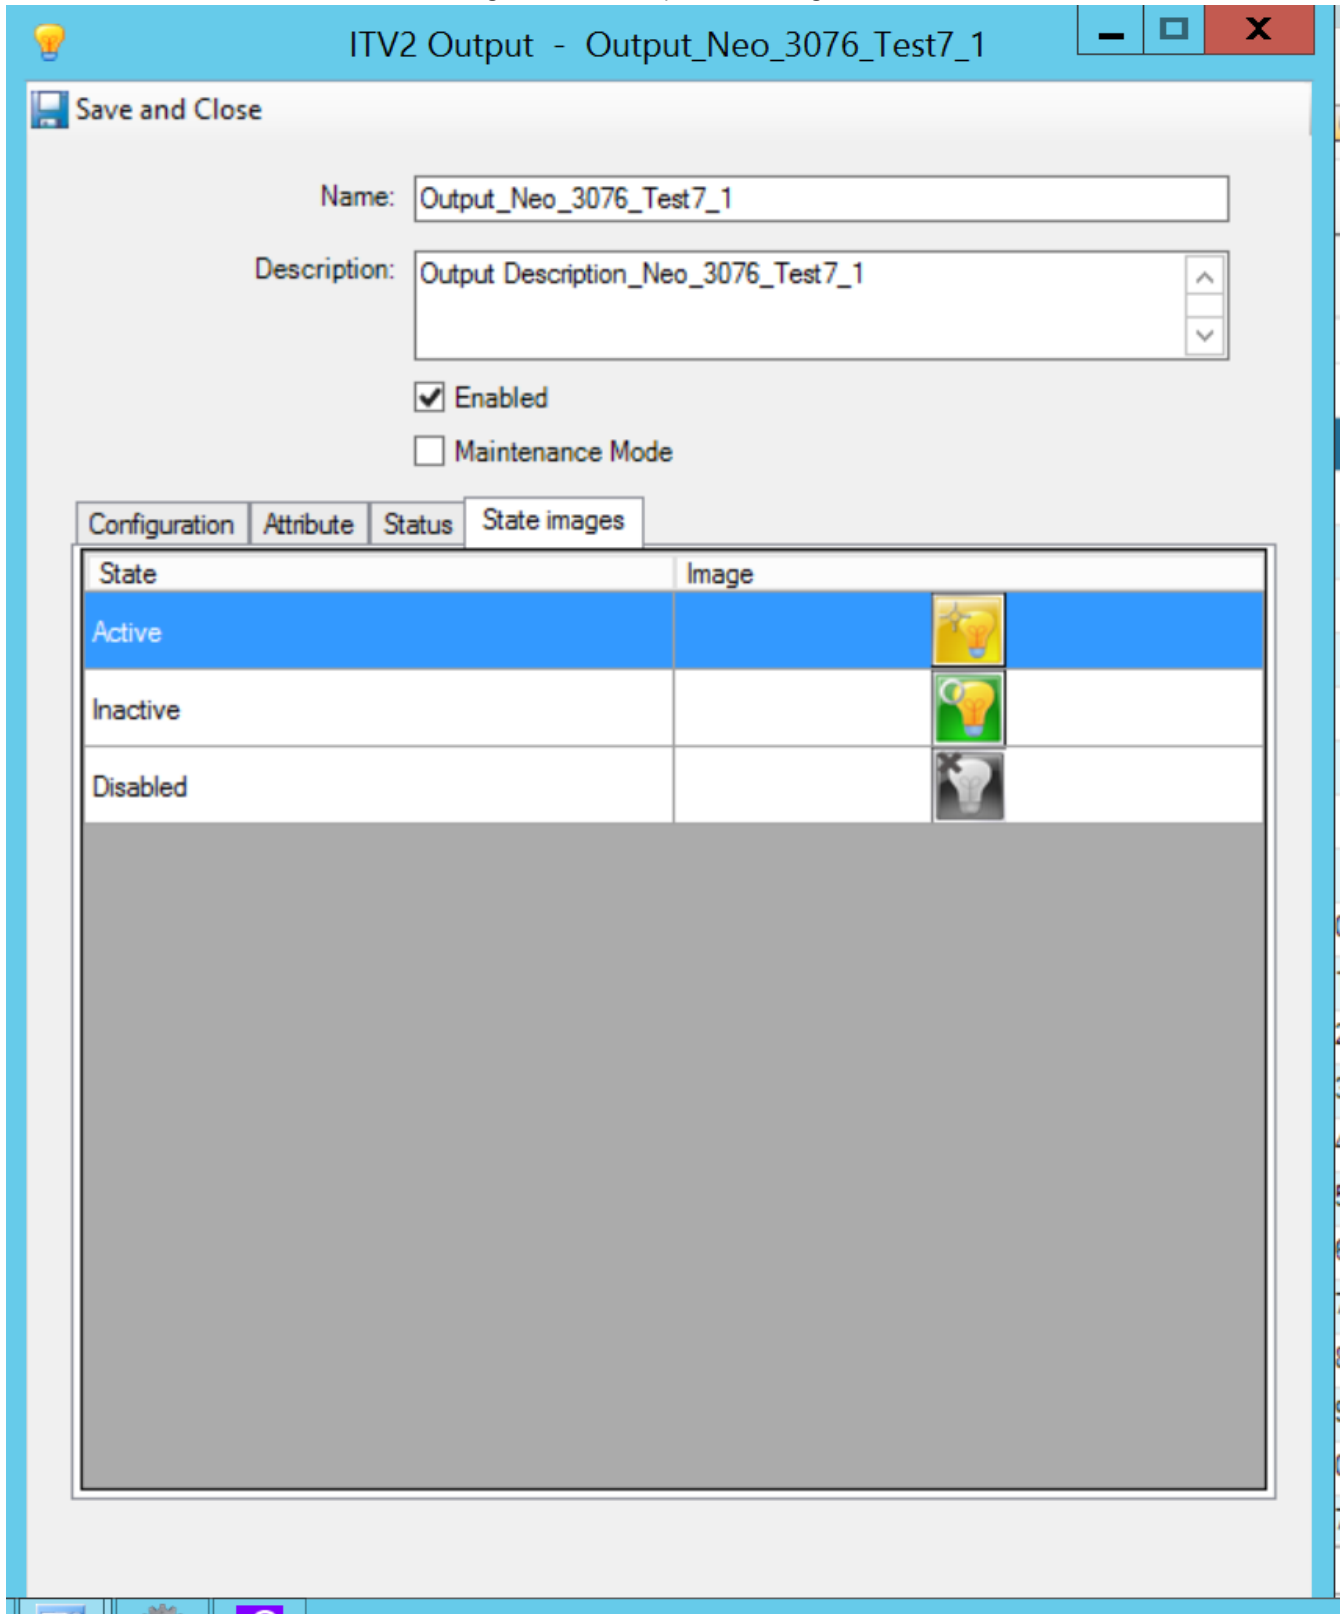 ITV2 Output - Output_Neo_3076_Test7_1
Save and Close
Name: Output_Neo_3076_Test7_1
Description: Output Description_Neo_3076_Test7_1
Enabled
Maintenance Mode
Configuration Attribute Status State images
State Image
Active
Inactive
Disabled